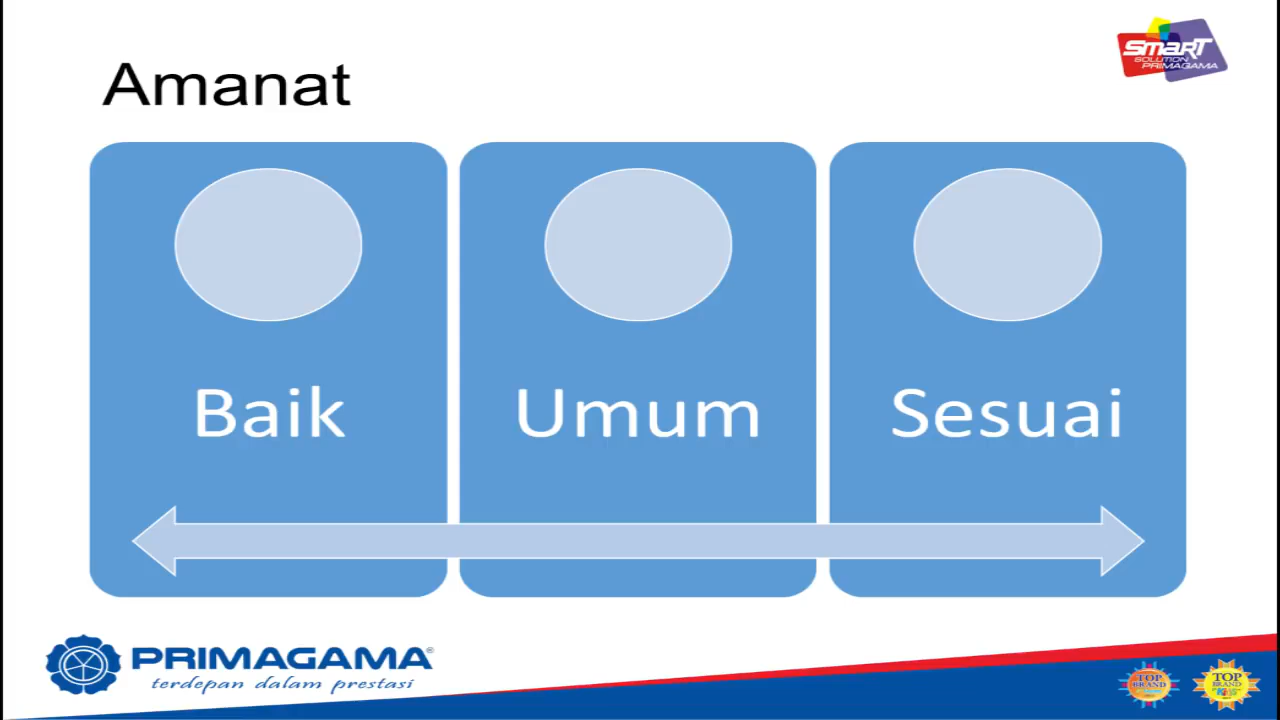 Amanat
SmarT
SOLUTION
PRIMAGAMA
Baik
Umum
Sesuai
PRIMAGAMA®
terdepan dalam prestasi
TOP
BRAND
TOP
BRAND